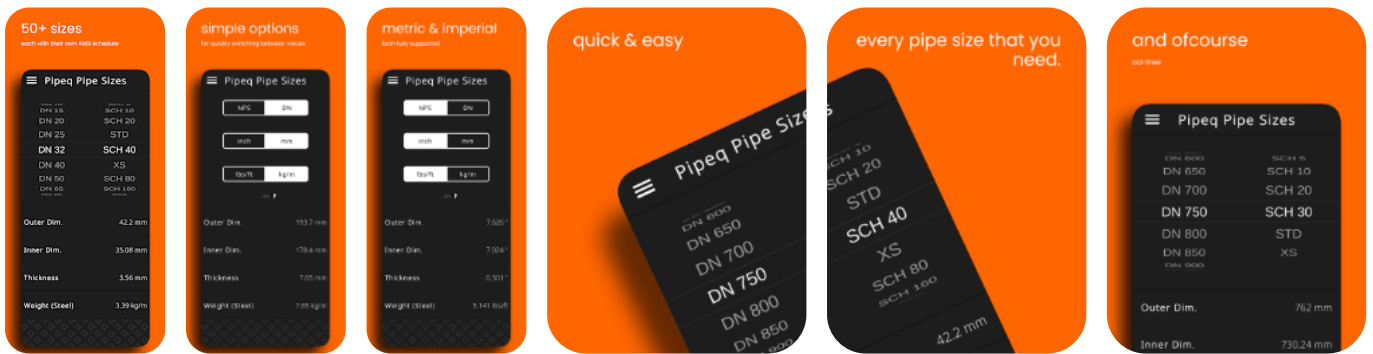 50+ sizes
each with their own ANSI schedule
Pipeq Pipe Sizes
DN 15 SCH 10
DN 20 SCH 20
DN 25 STD
DN 32 SCH 40
DN 40 XS
DN 50 SCH 80
DN 65 SCH 160
Outer Dim. 42.2 mm
Inner Dim. 35.08 mm
Thickness 3.56 mm
Weight (Steel) 3.39 kg/m
simple options
for quickly switching between values
Pipeq Pipe Sizes
NPS DN
inch mm
lbs/ft kg/m
Outer Dim. 193.7 mm
Inner Dim. 178.4 mm
Thickness 7.65 mm
Weight (Steel) 7.65 kg/m
metric & imperial
both fully supported
Pipeq Pipe Sizes
NPS DN
inch mm
lbs/ft kg/m
Outer Dim. 7.626"
Inner Dim. 7.024"
Thickness 0.301"
Weight (Steel) 5.141 lbs/ft
quick & easy
Pipeq Pipe Sizes
DN 600
DN 650
DN 700
DN 750
DN 800
DN 850
DN 900
every pipe size that you
need.
SCH 10
SCH 20
STD
SCH 40
XS
SCH 80
SCH 160
42.2 mm
and ofcourse
ad-free
Pipeq Pipe Sizes
DN 600 SCH 5
DN 650 SCH 10
DN 700 SCH 20
DN 750 SCH 30
DN 800 STD
DN 850 XS
DN 900
Outer Dim. 762 mm
Inner Dim. 730.24 mm